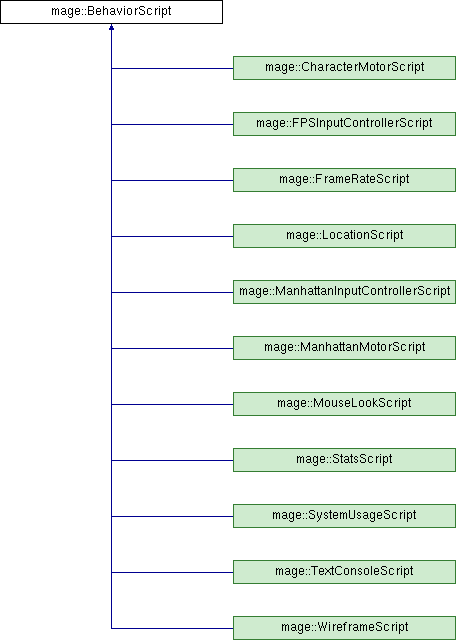 mage::BehaviorScript
mage::CharacterMotorScript
mage::FPSInputControllerScript
mage::FrameRateScript
mage::LocationScript
mage::ManhattanInputControllerScript
mage::ManhattanMotorScript
mage::MouseLookScript
mage::StatsScript
mage::SystemUsageScript
mage::TextConsoleScript
mage::WireframeScript